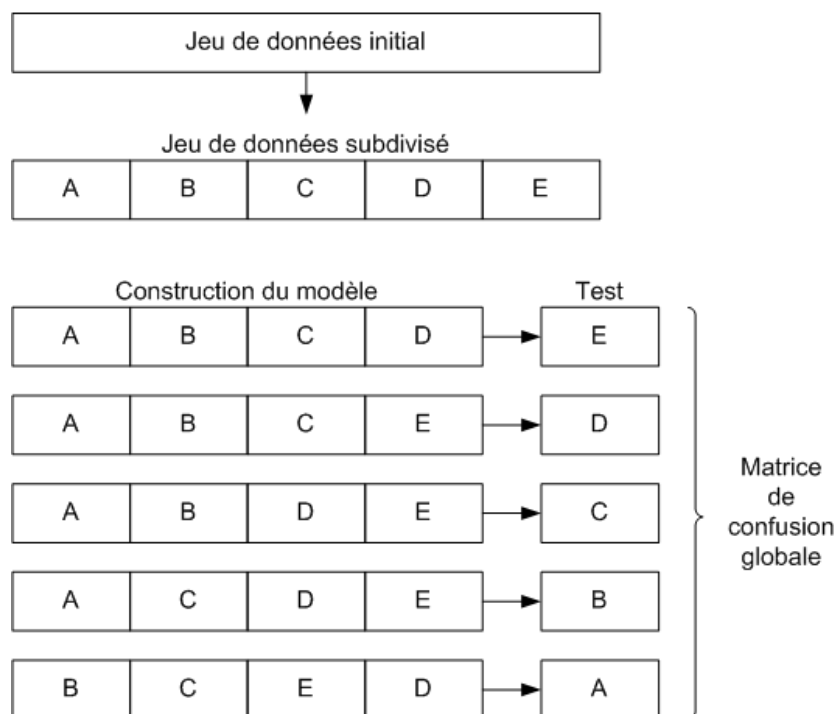 Jeu de données initial
Jeu de données subdivisé
A B C D E
Construction du modèle Test
A B C D E
A B C E D
A B D E C
A C D E B
B C E D A
Matrice
de
confusion
globale